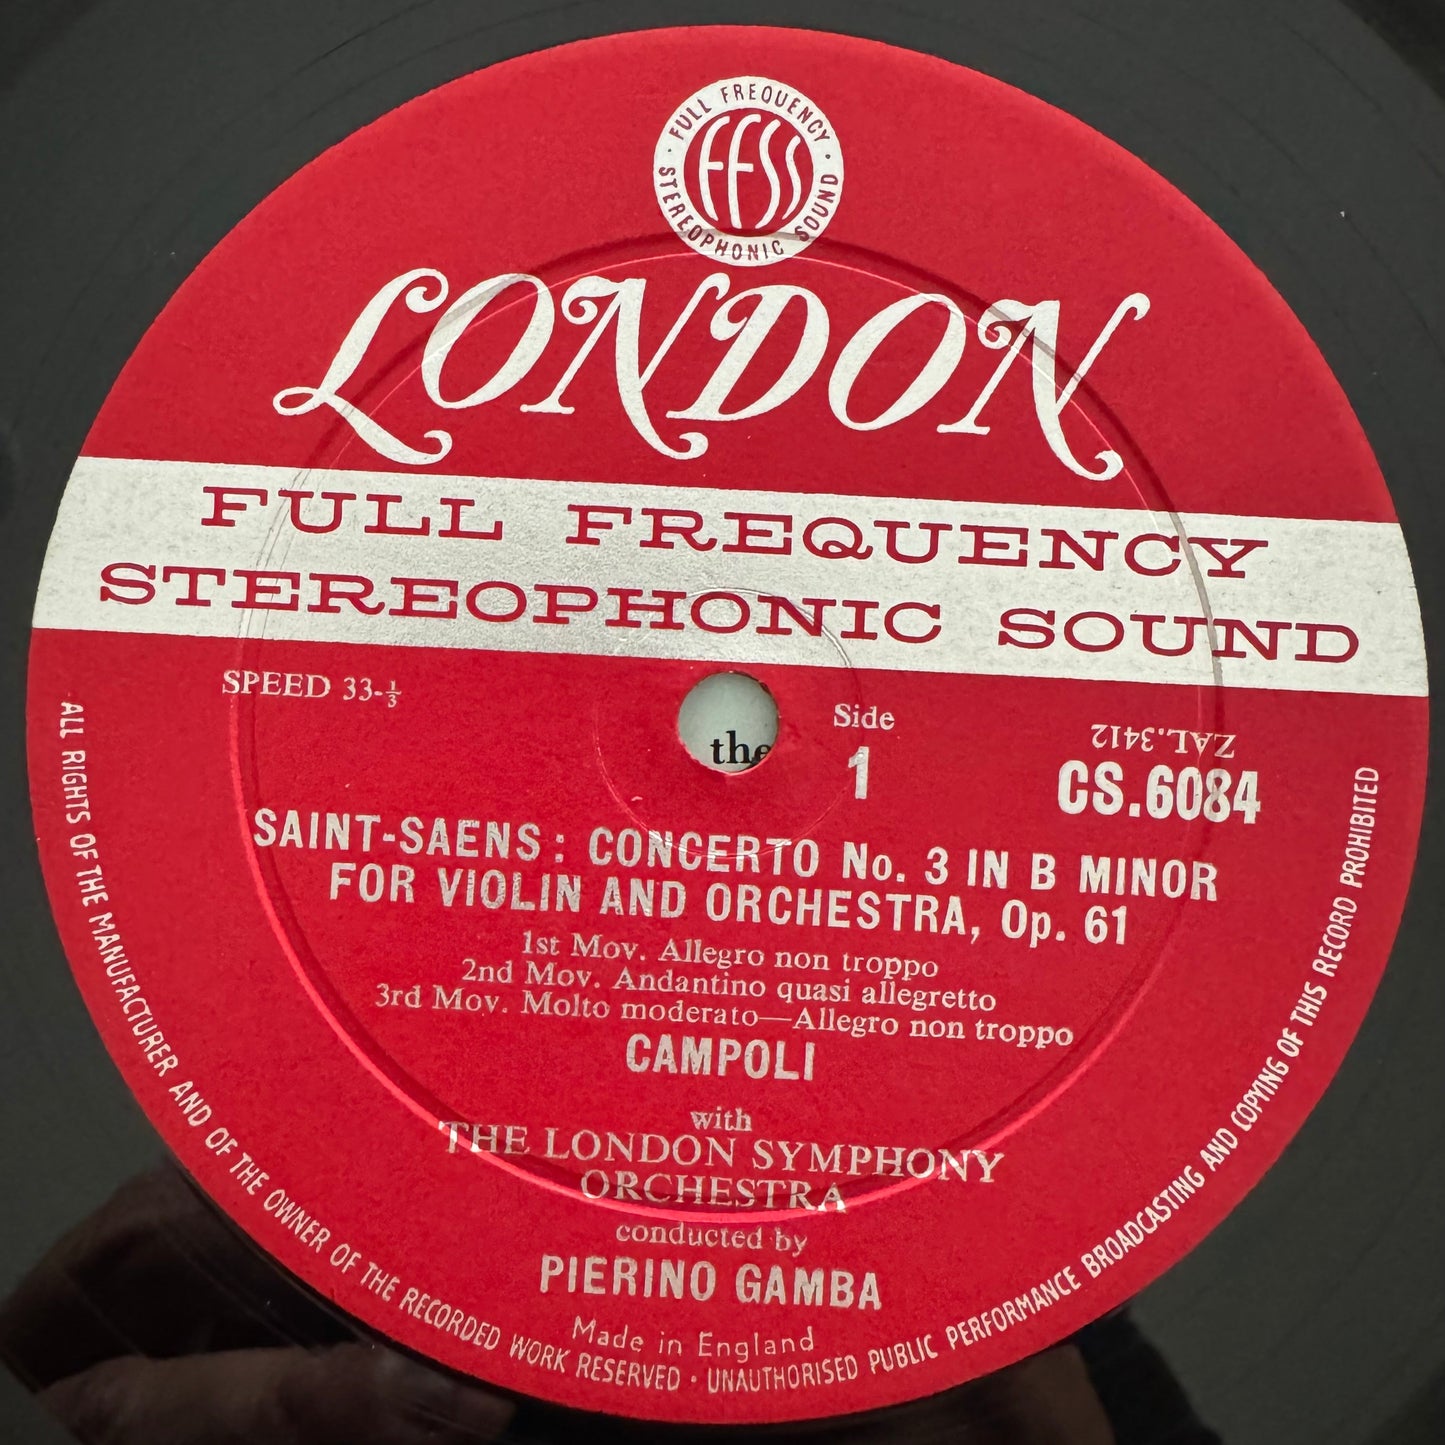 FULL FREQUENCY
FFSS
STEREOPHONIC SOUND
LONDON
FULL FREQUENCY
STEREOPHONIC SOUND
SPEED 33-⅓
Side
1
ZAL.3412
CS.6084
the
SAINT-SAËNS: CONCERTO No. 3 IN B MINOR
FOR VIOLIN AND ORCHESTRA, Op. 61
1st Mov. Allegro non troppo
2nd Mov. Andantino quasi allegretto
3rd Mov. Molto moderato—Allegro non troppo
CAMPOLI
with
THE LONDON SYMPHONY
ORCHESTRA
conducted by
PIERINO GAMBA
Made in England
ALL RIGHTS OF THE MANUFACTURER AND OF THE OWNER OF THE RECORDED WORK RESERVED · UNAUTHORISED PUBLIC PERFORMANCE BROADCASTING AND COPYING OF THIS RECORD PROHIBITED